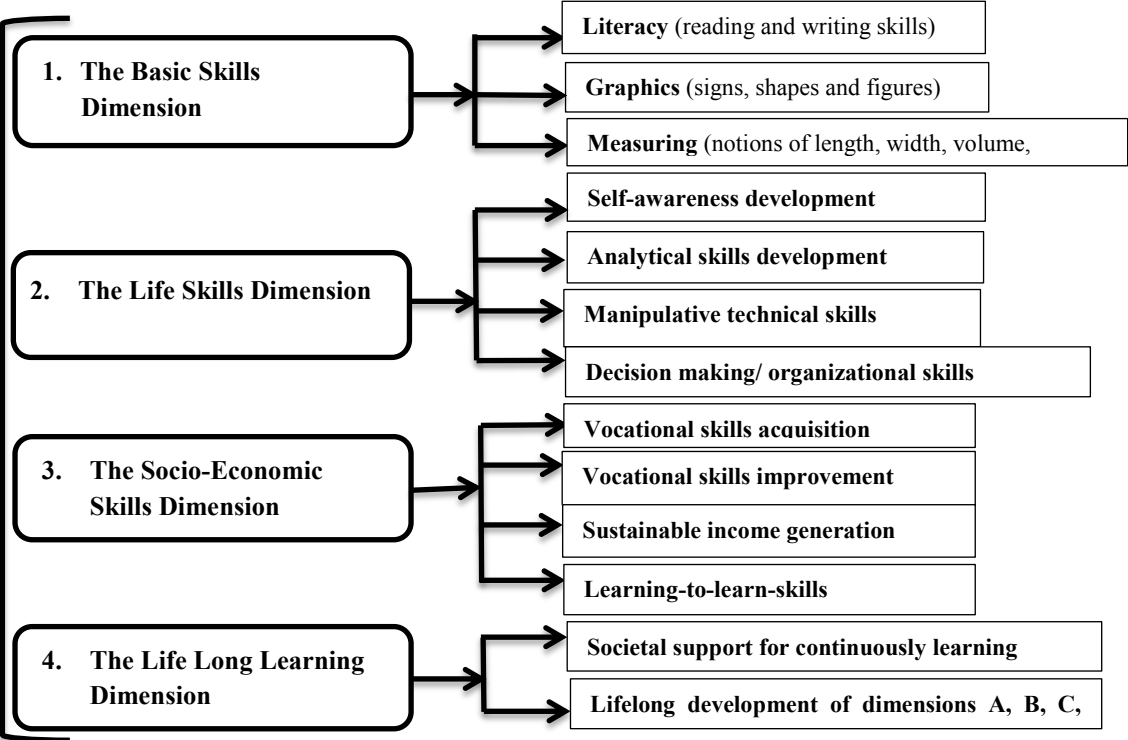 1. The Basic Skills
Dimension
Literacy (reading and writing skills)
Graphics (signs, shapes and figures)
Measuring (notions of length, width, volume,
2. The Life Skills Dimension
Self-awareness development
Analytical skills development
Manipulative technical skills
Decision making/ organizational skills
3. The Socio-Economic
Skills Dimension
Vocational skills acquisition
Vocational skills improvement
Sustainable income generation
Learning-to-learn-skills
4. The Life Long Learning
Dimension
Societal support for continuously learning
Lifelong development of dimensions A, B, C,